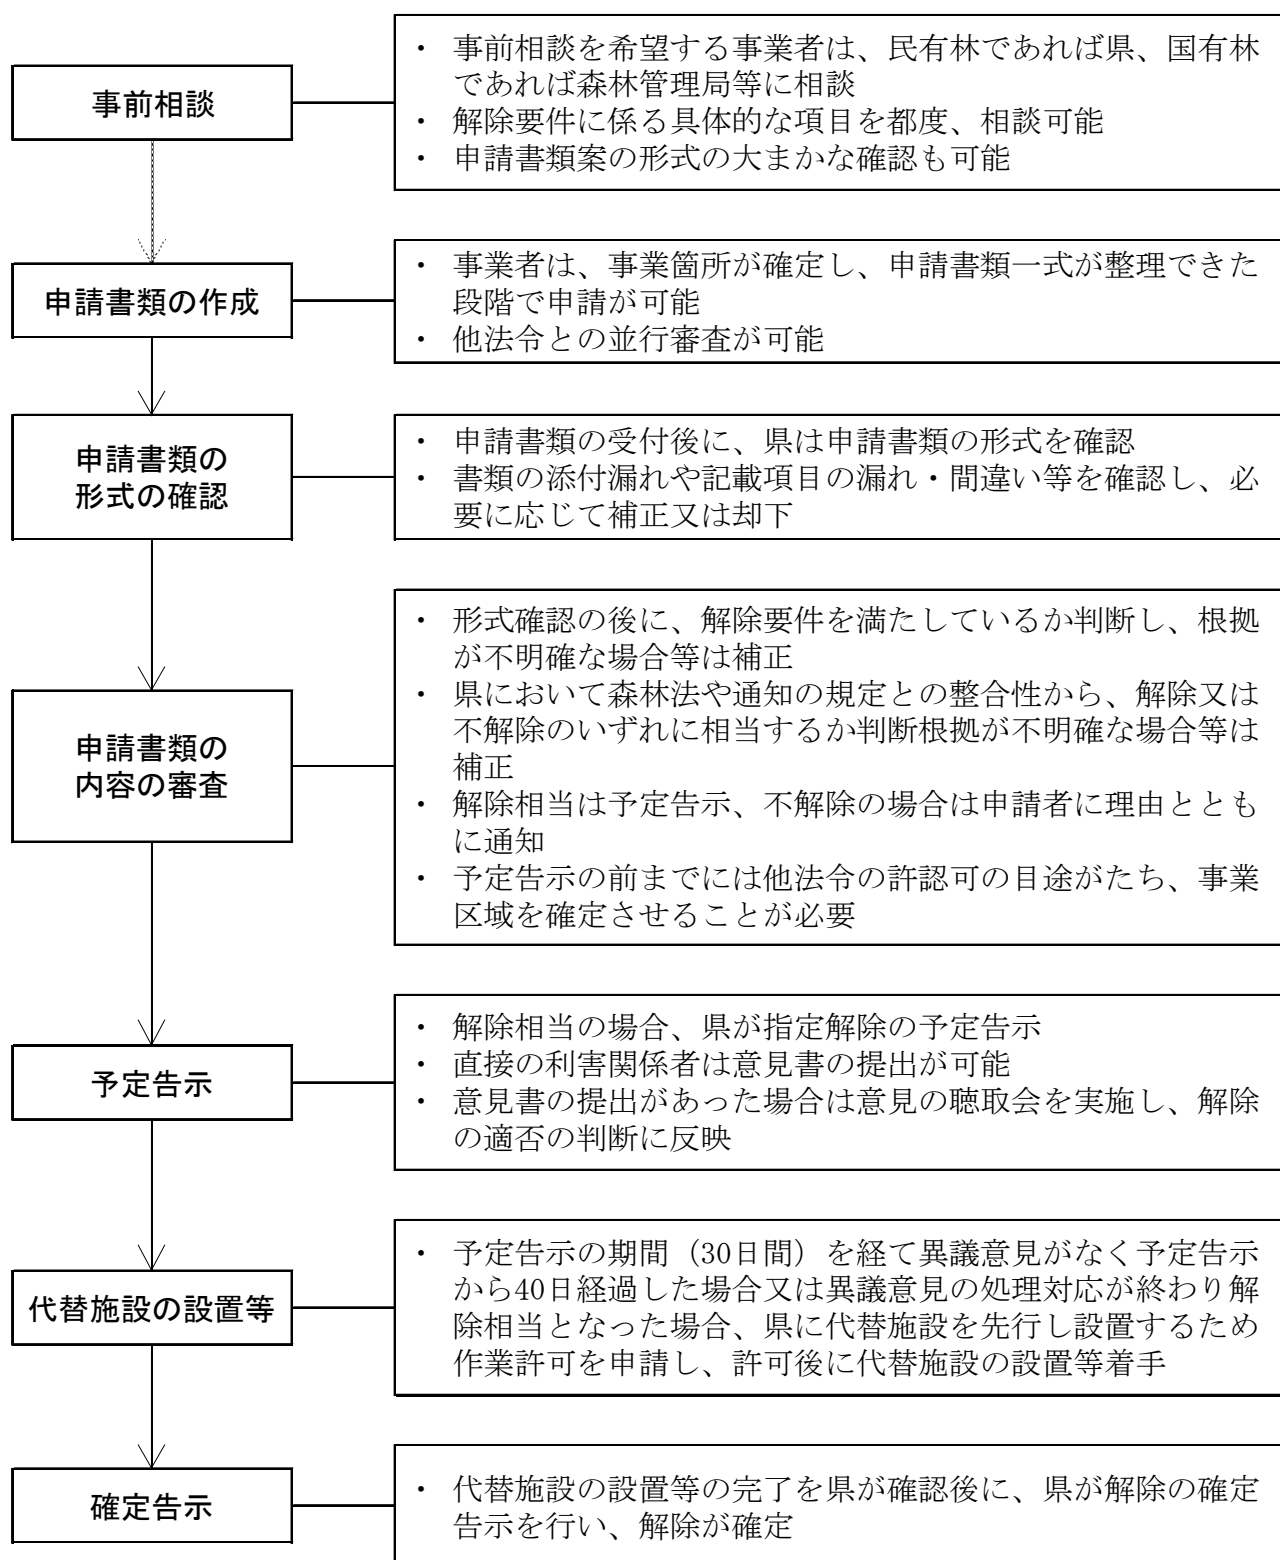 事前相談
・ 事前相談を希望する事業者は、民有林であれば県、国有林
であれば森林管理局等に相談
・ 解除要件に係る具体的な項目を都度、相談可能
・ 申請書類案の形式の大まかな確認も可能
申請書類の作成
・ 事業者は、事業箇所が確定し、申請書類一式が整理できた
段階で申請が可能
・ 他法令との並行審査が可能
申請書類の
形式の確認
・ 申請書類の受付後に、県は申請書類の形式を確認
・ 書類の添付漏れや記載項目の漏れ・間違い等を確認し、必
要に応じて補正又は却下
申請書類の
内容の審査
・ 形式確認の後に、解除要件を満たしているか判断し、根拠
が不明確な場合等は補正
・ 県において森林法や通知の規定との整合性から、解除又は
不解除のいずれに相当するか判断根拠が不明確な場合等は
補正
・ 解除相当は予定告示、不解除の場合は申請者に理由ととも
に通知
・ 予定告示の前までには他法令の許認可の目途がたち、事業
区域を確定させることが必要
予定告示
・ 解除相当の場合、県が指定解除の予定告示
・ 直接の利害関係者は意見書の提出が可能
・ 意見書の提出があった場合は意見の聴取会を実施し、解除
の適否の判断に反映
代替施設の設置等
・ 予定告示の期間（30日間）を経て異議意見がなく予定告示
から40日経過した場合又は異議意見の処理対応が終わり解
除相当となった場合、県に代替施設を先行し設置するため
作業許可を申請し、許可後に代替施設の設置等着手
確定告示
・ 代替施設の設置等の完了を県が確認後に、県が解除の確定
告示を行い、解除が確定